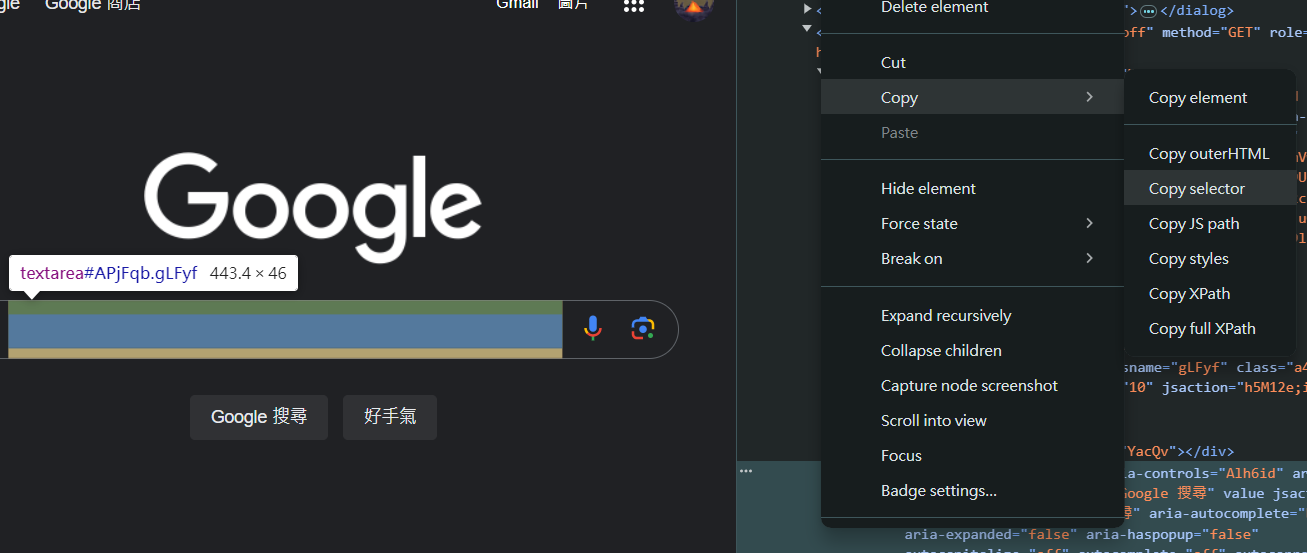 Google 商店
Gmail
圖片
Google
textarea#APjFqb.gLFyf 443.4 × 46
Google 搜尋
好手氣
Delete element
Cut
Copy
Paste
Hide element
Force state
Break on
Expand recursively
Collapse children
Capture node screenshot
Scroll into view
Focus
Badge settings...
Copy element
Copy outerHTML
Copy selector
Copy JS path
Copy styles
Copy XPath
Copy full XPath
"></dialog>
off" method="GET" role=
sname="gLFyf" class="a4
"10" jsaction="h5M12e;i
YacQv"></div>
a-controls="Alh6id" ar
Google 搜尋" value jsac
尋" aria-autocomplete="
aria-expanded="false" aria-haspopup="false"